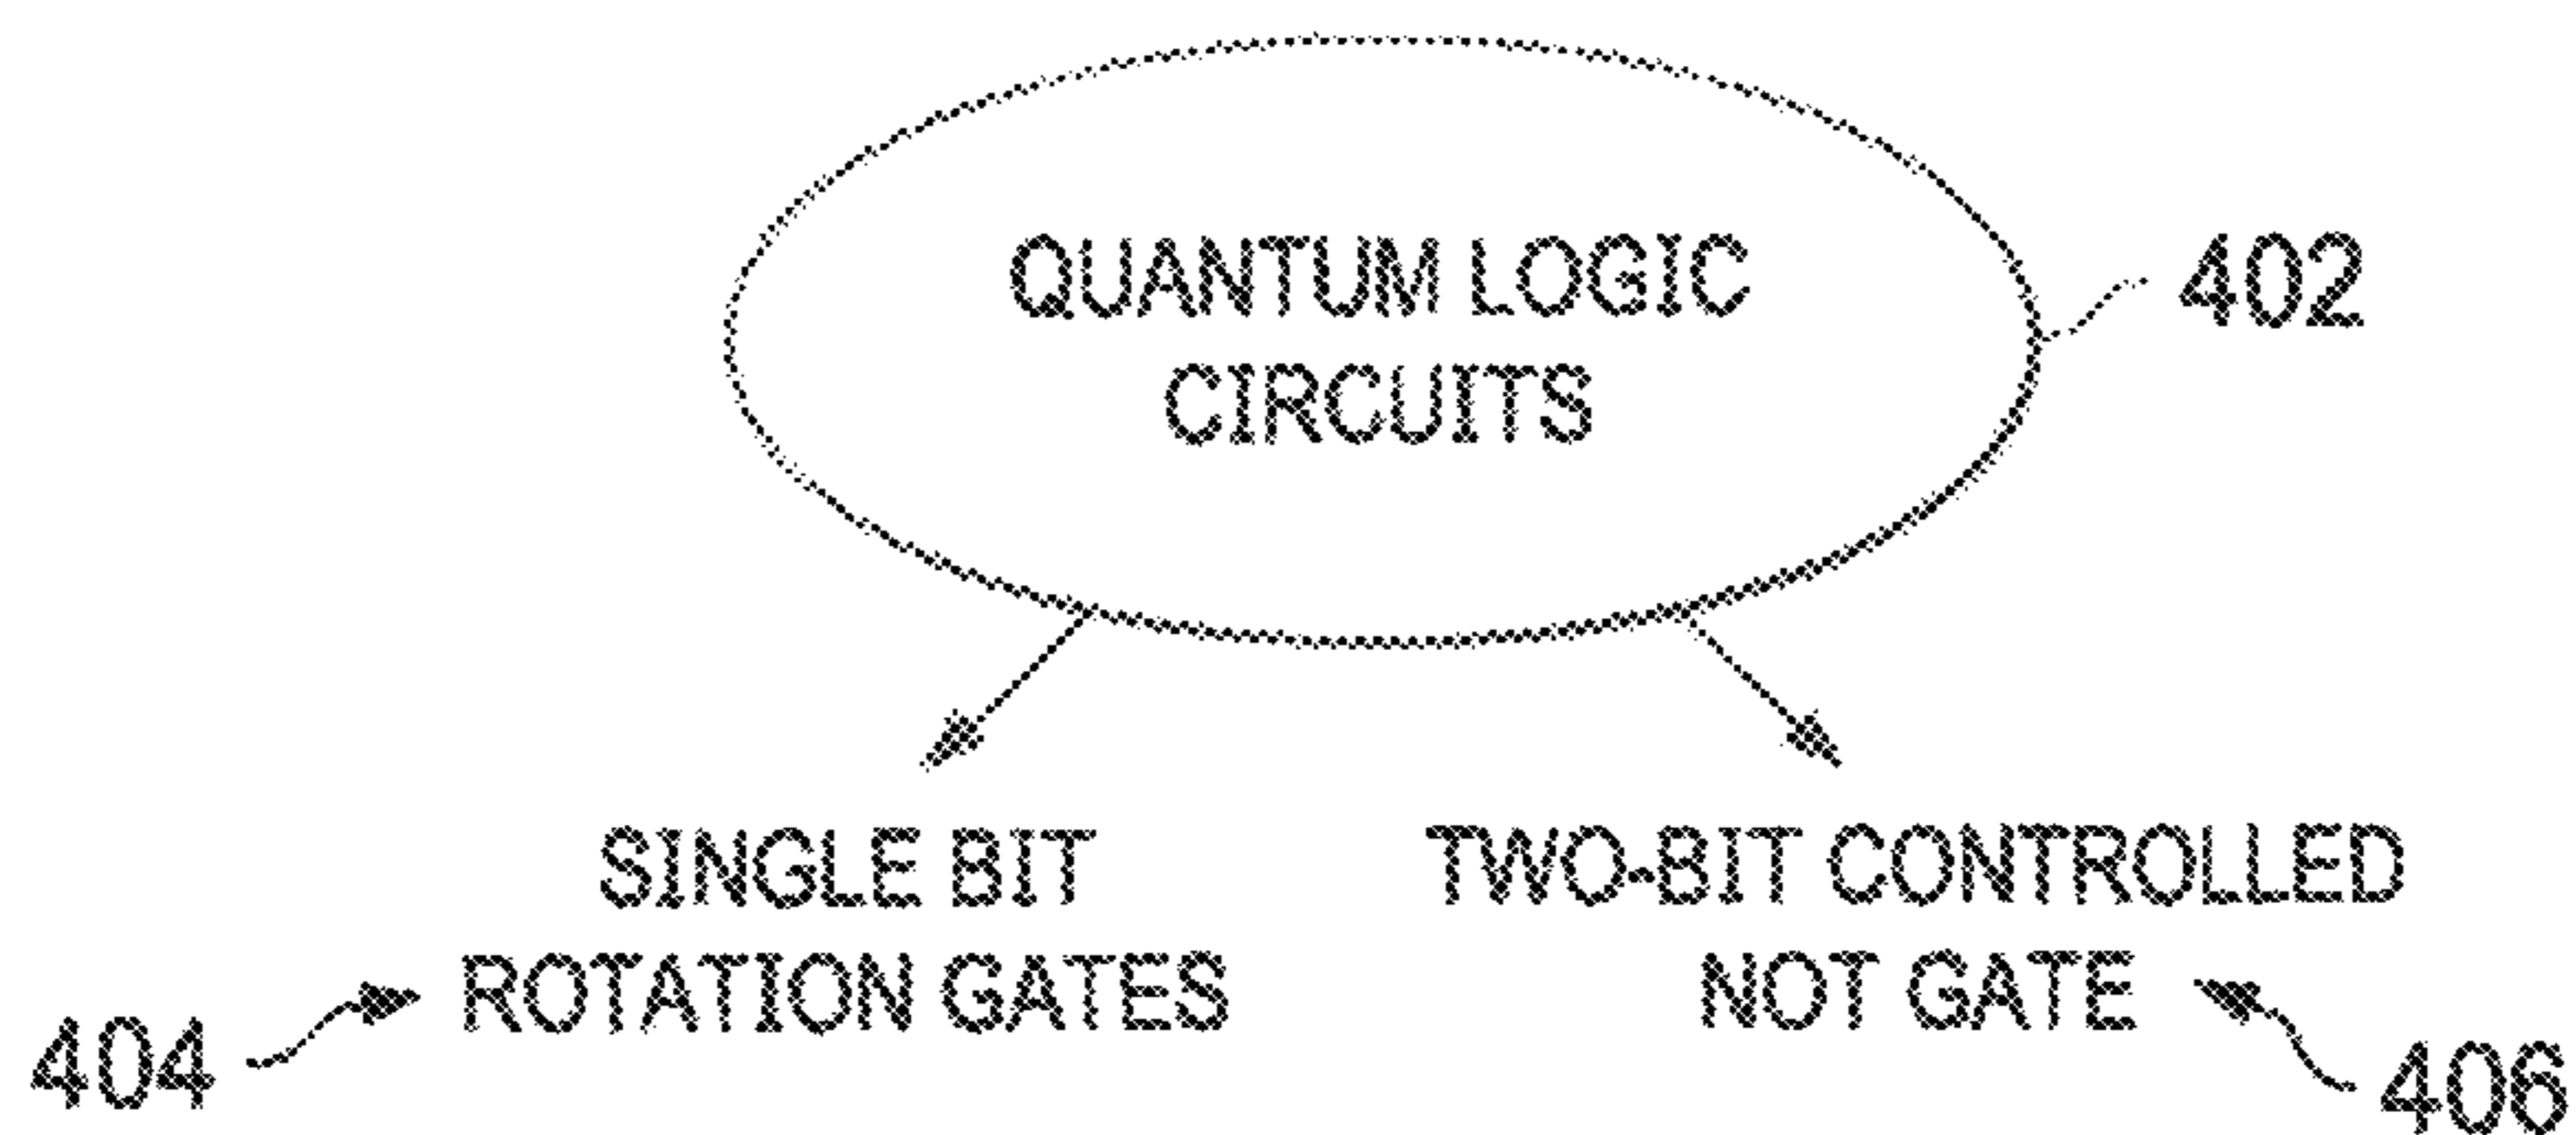 QUANTUM LOGIC
CIRCUITS
402
SINGLE BIT
ROTATION GATES
404
TWO-BIT CONTROLLED
NOT GATE
406